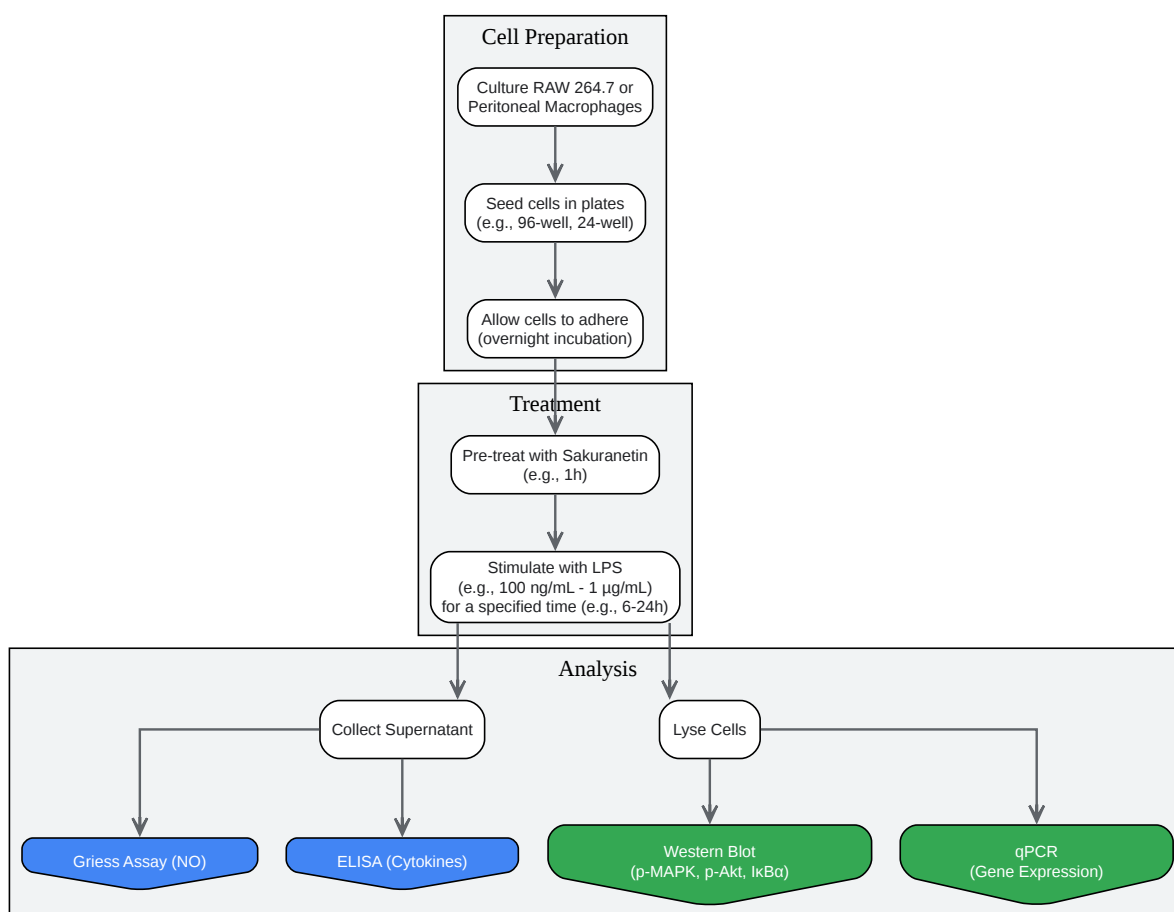 Cell Preparation
Culture RAW 264.7 or
Peritoneal Macrophages
Seed cells in plates
(e.g., 96-well, 24-well)
Allow cells to adhere
(overnight incubation)
Treatment
Pre-treat with Sakuranetin
(e.g., 1h)
Stimulate with LPS
(e.g., 100 ng/mL - 1 µg/mL)
for a specified time (e.g., 6-24h)
Analysis
Collect Supernatant
Lyse Cells
Griess Assay (NO)
ELISA (Cytokines)
Western Blot
(p-MAPK, p-Akt, IκBα)
qPCR
(Gene Expression)